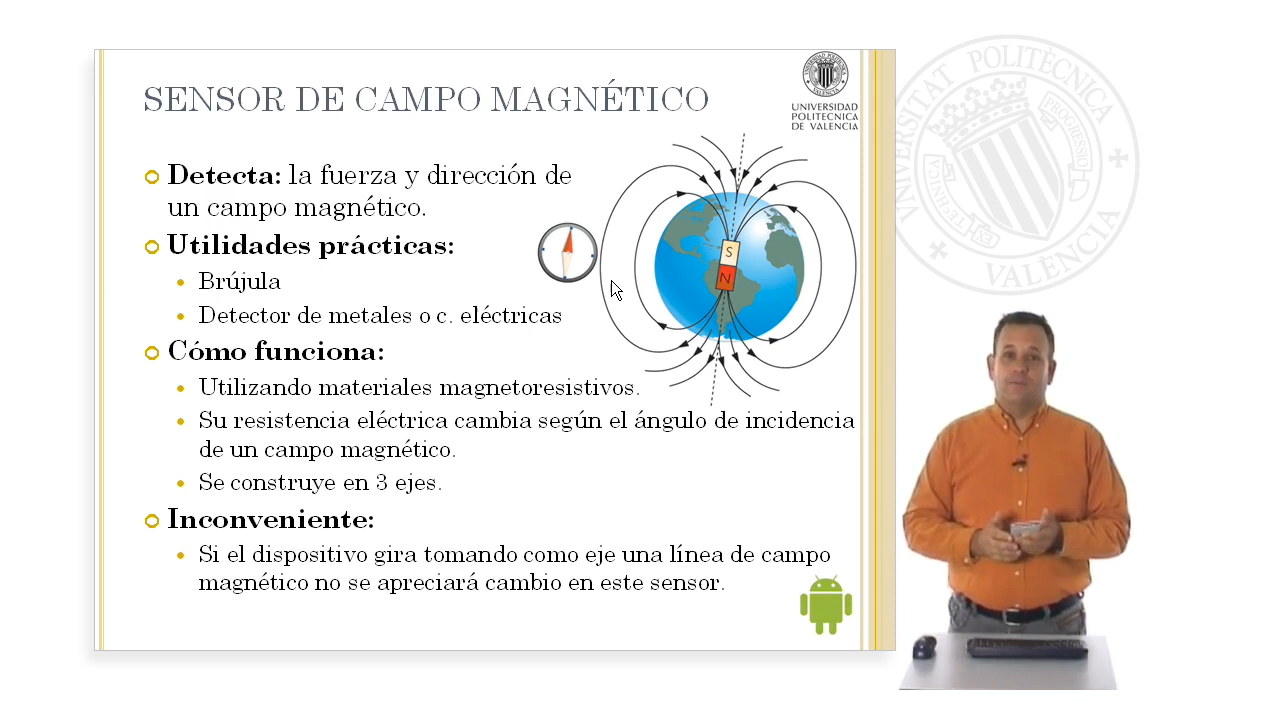 SENSOR DE CAMPO MAGNÉTICO
UNIVERSIDAD
POLITECNICA
DE VALENCIA
Detecta: la fuerza y dirección de
un campo magnético.
Utilidades prácticas:
Brújula
Detector de metales o c. eléctricas
Cómo funciona:
Utilizando materiales magnetoresistivos.
Su resistencia eléctrica cambia según el ángulo de incidencia
de un campo magnético.
Se construye en 3 ejes.
Inconveniente:
Si el dispositivo gira tomando como eje una línea de campo
magnético no se apreciará cambio en este sensor.
S
N
UNIVERSITAT POLITÈCNICA
VALÈNCIA